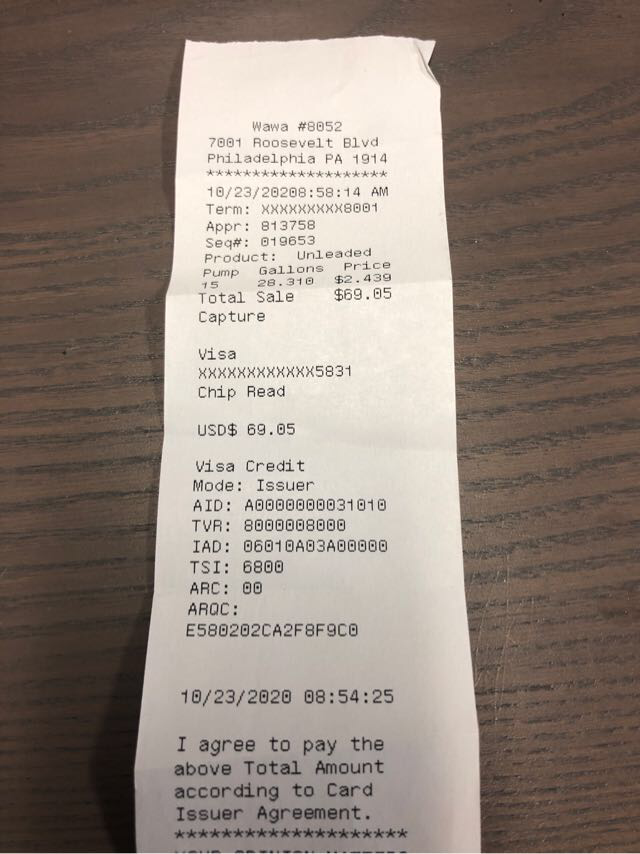 Wawa #8052
7001 Roosevelt Blvd
Philadelphia PA 1914
********************
10/23/20208:58:14 AM
Term: XXXXXXXXX8001
Appr: 813758
Seq#: 019653
Product:  Unleaded
Pump  Gallons  Price
15  28.310  $2.439
Total Sale  $69.05
Capture
Visa
XXXXXXXXXXXX5831
Chip Read
USD$ 69.05
Visa Credit
Mode: Issuer
AID: A0000000031010
TVR: 8000008000
IAD: 06010A03A00000
TSI: 6800
ARC: 00
ARQC:
E580202CA2F8F9C0
10/23/2020 08:54:25
I agree to pay the
above Total Amount
according to Card
Issuer Agreement.
********************